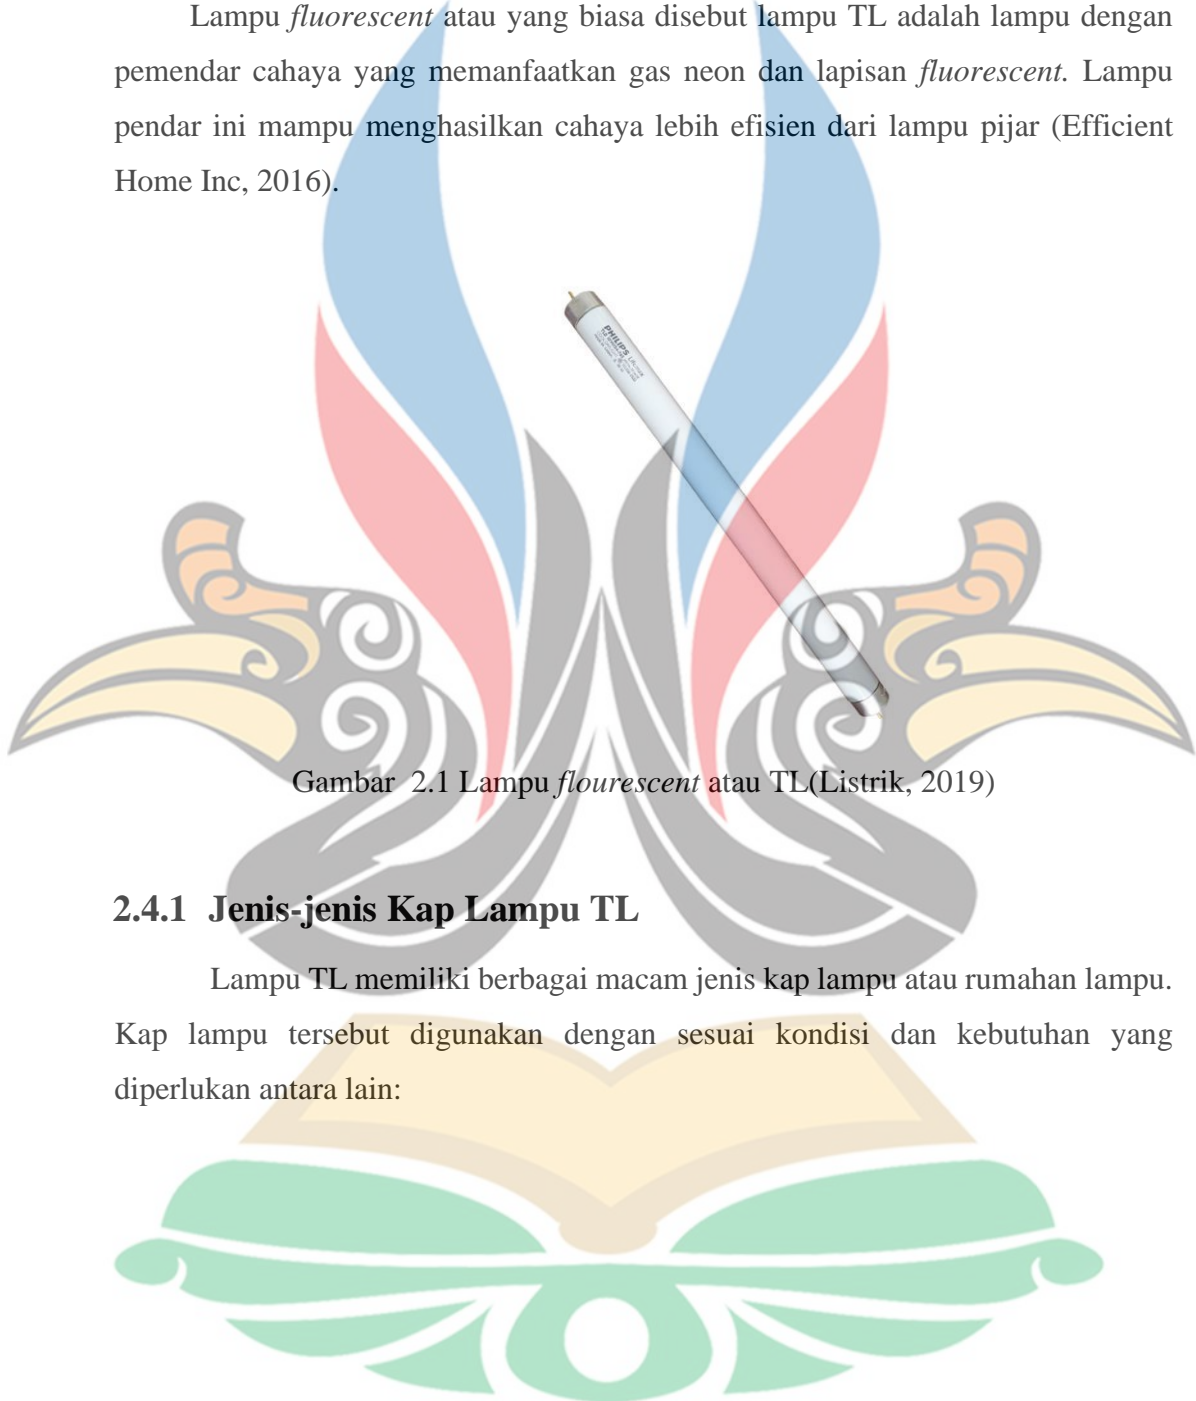 Lampu fluorescent atau yang biasa disebut lampu TL adalah lampu dengan
pemendar cahaya yang memanfaatkan gas neon dan lapisan fluorescent. Lampu
pendar ini mampu menghasilkan cahaya lebih efisien dari lampu pijar (Efficient
Home Inc, 2016).
PHILIPS
Gambar 2.1 Lampu flourescent atau TL(Listrik, 2019)
2.4.1 Jenis-jenis Kap Lampu TL
Lampu TL memiliki berbagai macam jenis kap lampu atau rumahan lampu.
Kap lampu tersebut digunakan dengan sesuai kondisi dan kebutuhan yang
diperlukan antara lain: